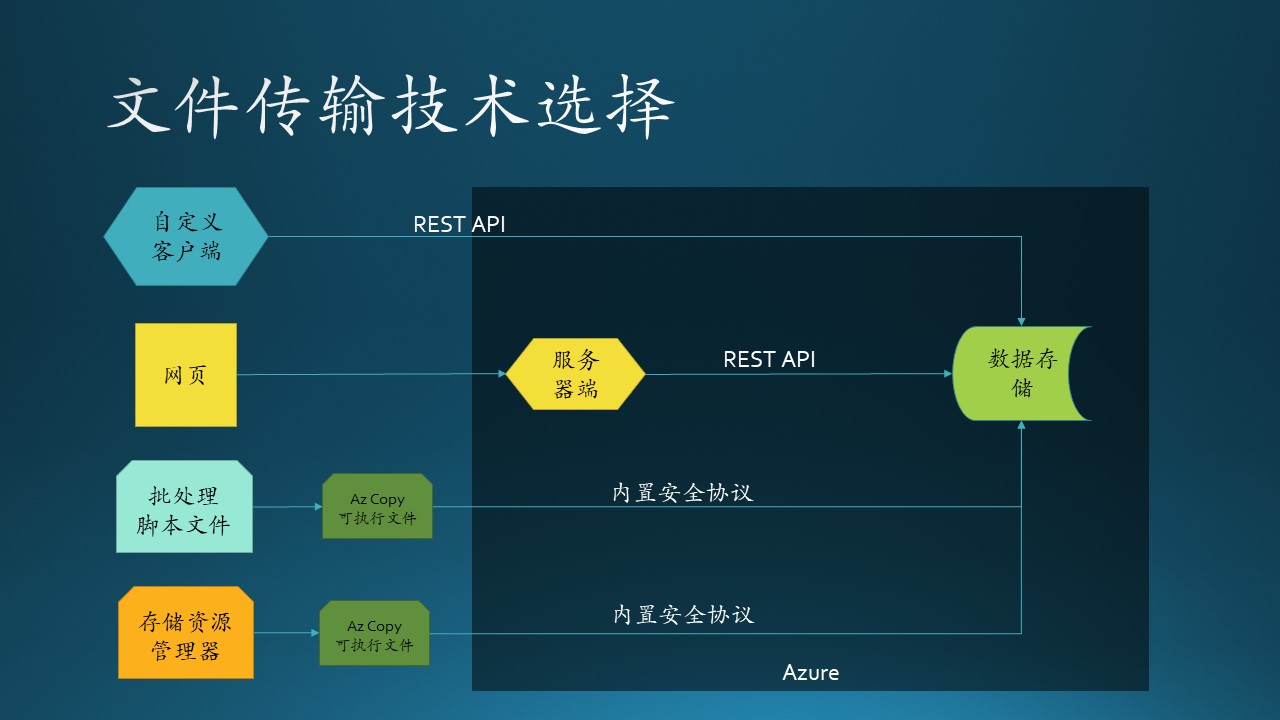 文件传输技术选择
自定义
客户端
REST API
网页
服务
器端
REST API
数据存
储
批处理
脚本文件
Az Copy
可执行文件
内置安全协议
存储资源
管理器
Az Copy
可执行文件
内置安全协议
Azure